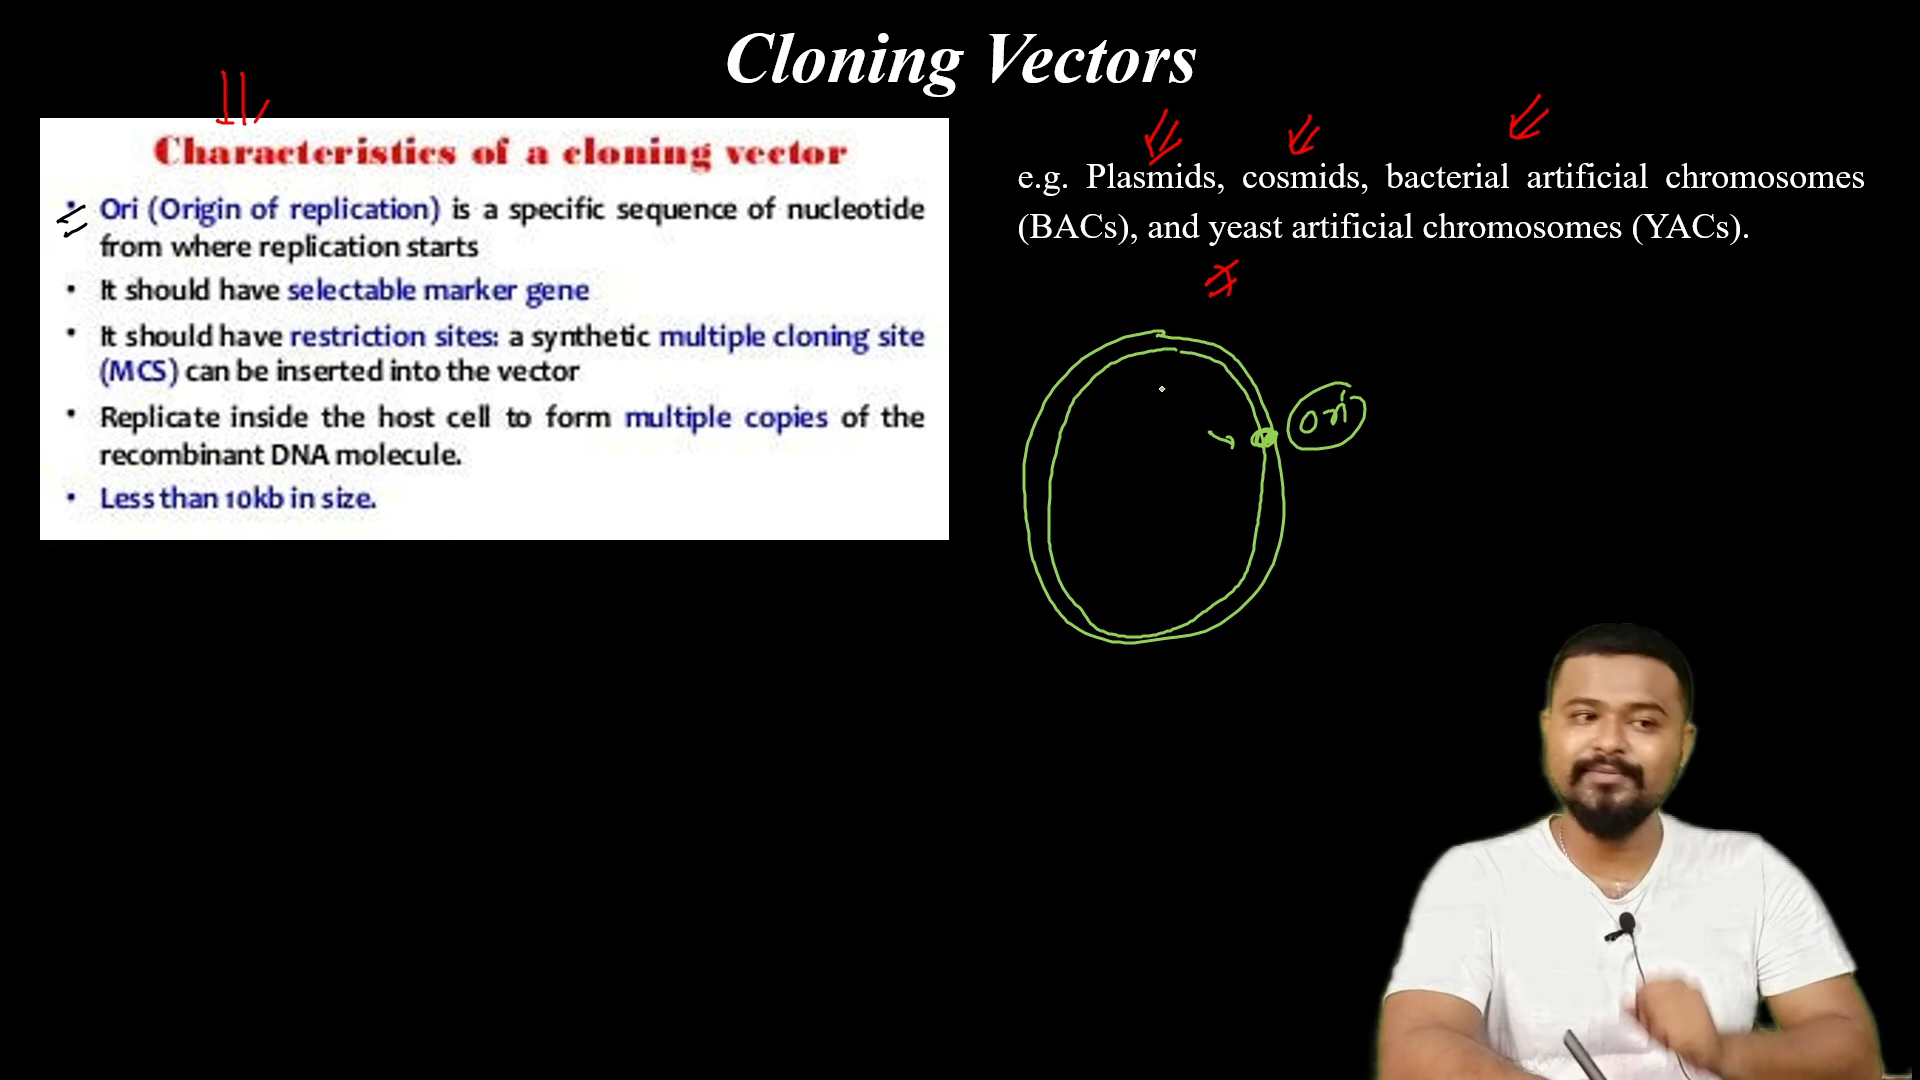 Cloning Vectors
Characteristics of a cloning vector
• Ori (Origin of replication) is a specific sequence of nucleotide
from where replication starts
• It should have selectable marker gene
• It should have restriction sites: a synthetic multiple cloning site
(MCS) can be inserted into the vector
• Replicate inside the host cell to form multiple copies of the
recombinant DNA molecule.
• Less than 10kb in size.
e.g. Plasmids, cosmids, bacterial artificial chromosomes
(BACs), and yeast artificial chromosomes (YACs).
Ori